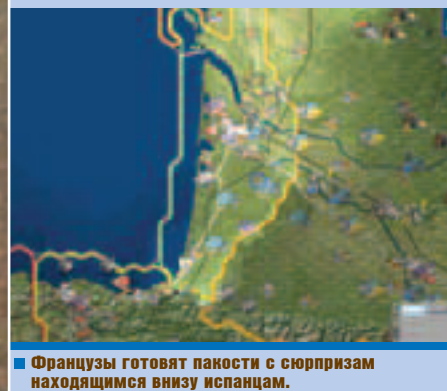 Французы готовят пакости с сюрпризам
находящимся внизу испанцам.